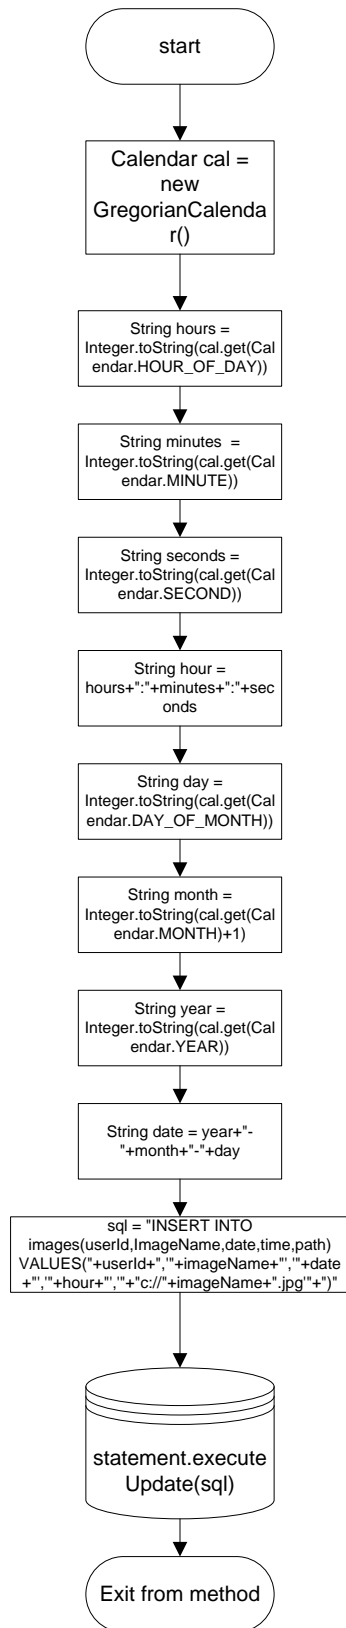 start
Calendar cal =
new
GregorianCalenda
r()
String hours =
Integer.toString(cal.get(Cal
endar.HOUR_OF_DAY))
String minutes  =
Integer.toString(cal.get(Cal
endar.MINUTE))
String seconds =
Integer.toString(cal.get(Cal
endar.SECOND))
String hour =
hours+":"+minutes+":"+sec
onds
String day =
Integer.toString(cal.get(Cal
endar.DAY_OF_MONTH))
String month =
Integer.toString(cal.get(Cal
endar.MONTH)+1)
String year =
Integer.toString(cal.get(Cal
endar.YEAR))
String date = year+"-
"+month+"-"+day
sql = "INSERT INTO
images(userId,ImageName,date,time,path)
VALUES("+userId+",'"+imageName+"','"+date
+"','"+hour+"','"+"c://"+imageName+".jpg'"+")"
statement.execute
Update(sql)
Exit from method